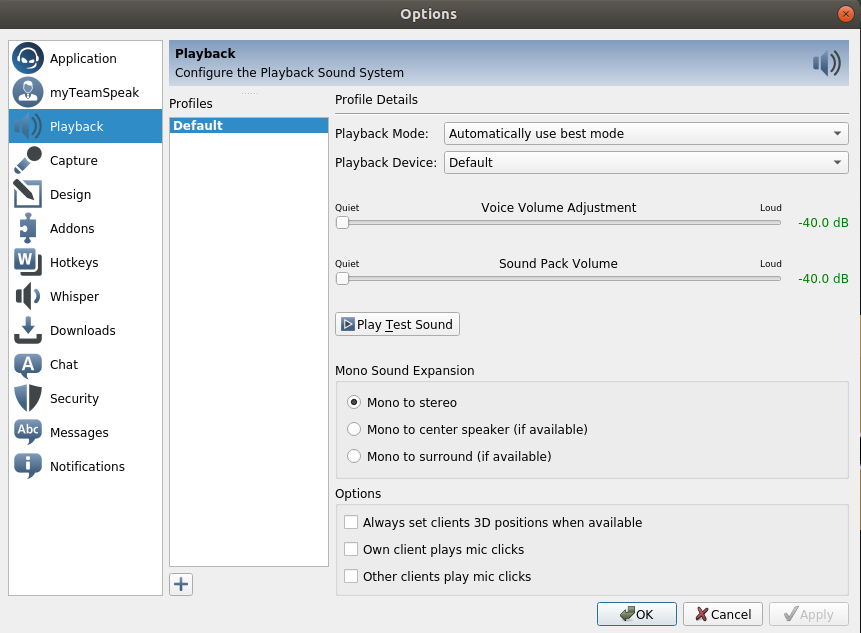 Options
Application
myTeamSpeak
Playback
Capture
Design
Addons
Hotkeys
Whisper
Downloads
Chat
Security
Messages
Notifications
Playback
Configure the Playback Sound System
Profiles
Default
Profile Details
Playback Mode: Automatically use best mode
Playback Device: Default
Quiet Voice Volume Adjustment Loud
-40.0 dB
Quiet Sound Pack Volume Loud
-40.0 dB
Play Test Sound
Mono Sound Expansion
Mono to stereo
Mono to center speaker (if available)
Mono to surround (if available)
Options
Always set clients 3D positions when available
Own client plays mic clicks
Other clients play mic clicks
OK Cancel Apply